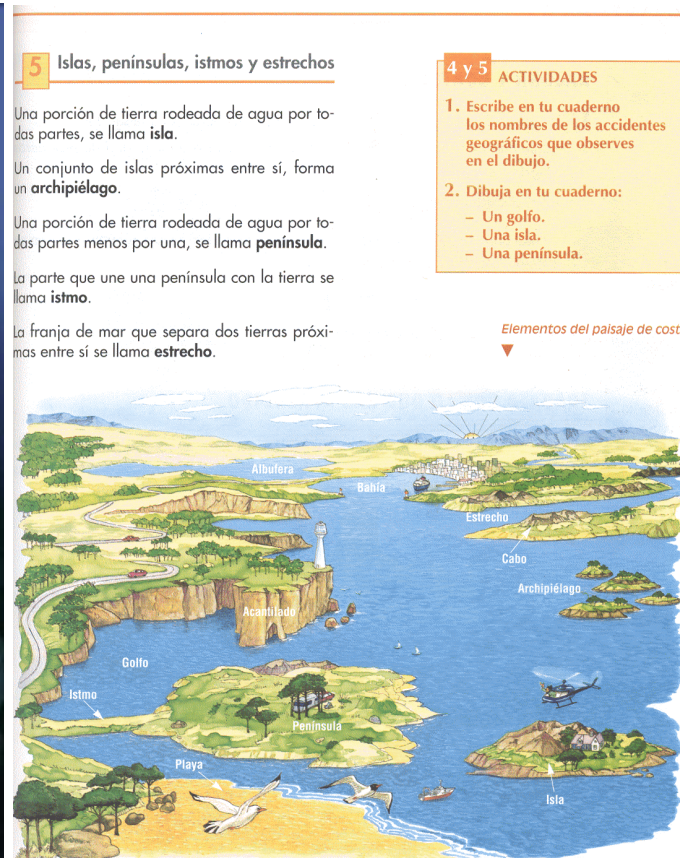 5 Islas, penínsulas, istmos y estrechos
Una porción de tierra rodeada de agua por to-
das partes, se llama isla.
Un conjunto de islas próximas entre sí, forma
un archipiélago.
Una porción de tierra rodeada de agua por to-
das partes menos por una, se llama península.
La parte que une una península con la tierra se
llama istmo.
La franja de mar que separa dos tierras próxi-
mas entre sí se llama estrecho.
4 y 5 ACTIVIDADES
1. Escribe en tu cuaderno
los nombres de los accidentes
geográficos que observes
en el dibujo.
2. Dibuja en tu cuaderno:
– Un golfo.
– Una isla.
– Una península.
Elementos del paisaje de cost
Albufera
Bahía
Estrecho
Cabo
Archipiélago
Acantilado
Golfo
Istmo
Península
Playa
Isla